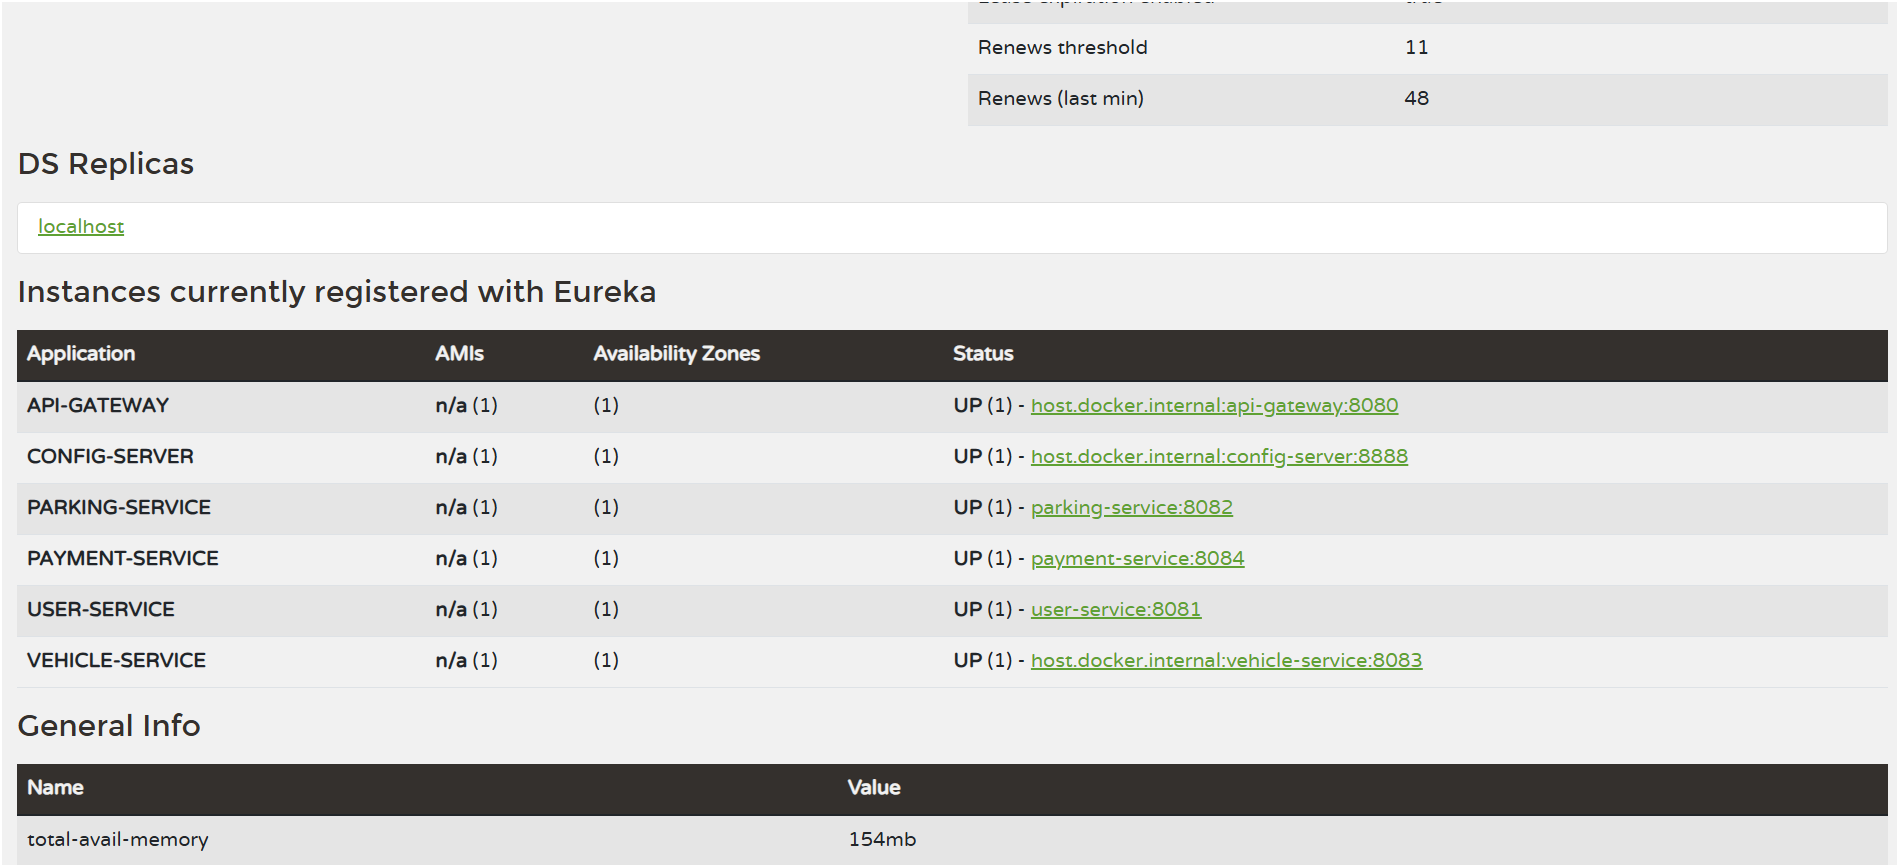 Lease expiration enabled true
Renews threshold 11
Renews (last min) 48
DS Replicas
localhost
Instances currently registered with Eureka
Application AMIs Availability Zones Status
API-GATEWAY n/a (1) (1) UP (1) - host.docker.internal:api-gateway:8080
CONFIG-SERVER n/a (1) (1) UP (1) - host.docker.internal:config-server:8888
PARKING-SERVICE n/a (1) (1) UP (1) - parking-service:8082
PAYMENT-SERVICE n/a (1) (1) UP (1) - payment-service:8084
USER-SERVICE n/a (1) (1) UP (1) - user-service:8081
VEHICLE-SERVICE n/a (1) (1) UP (1) - host.docker.internal:vehicle-service:8083
General Info
Name Value
total-avail-memory 154mb